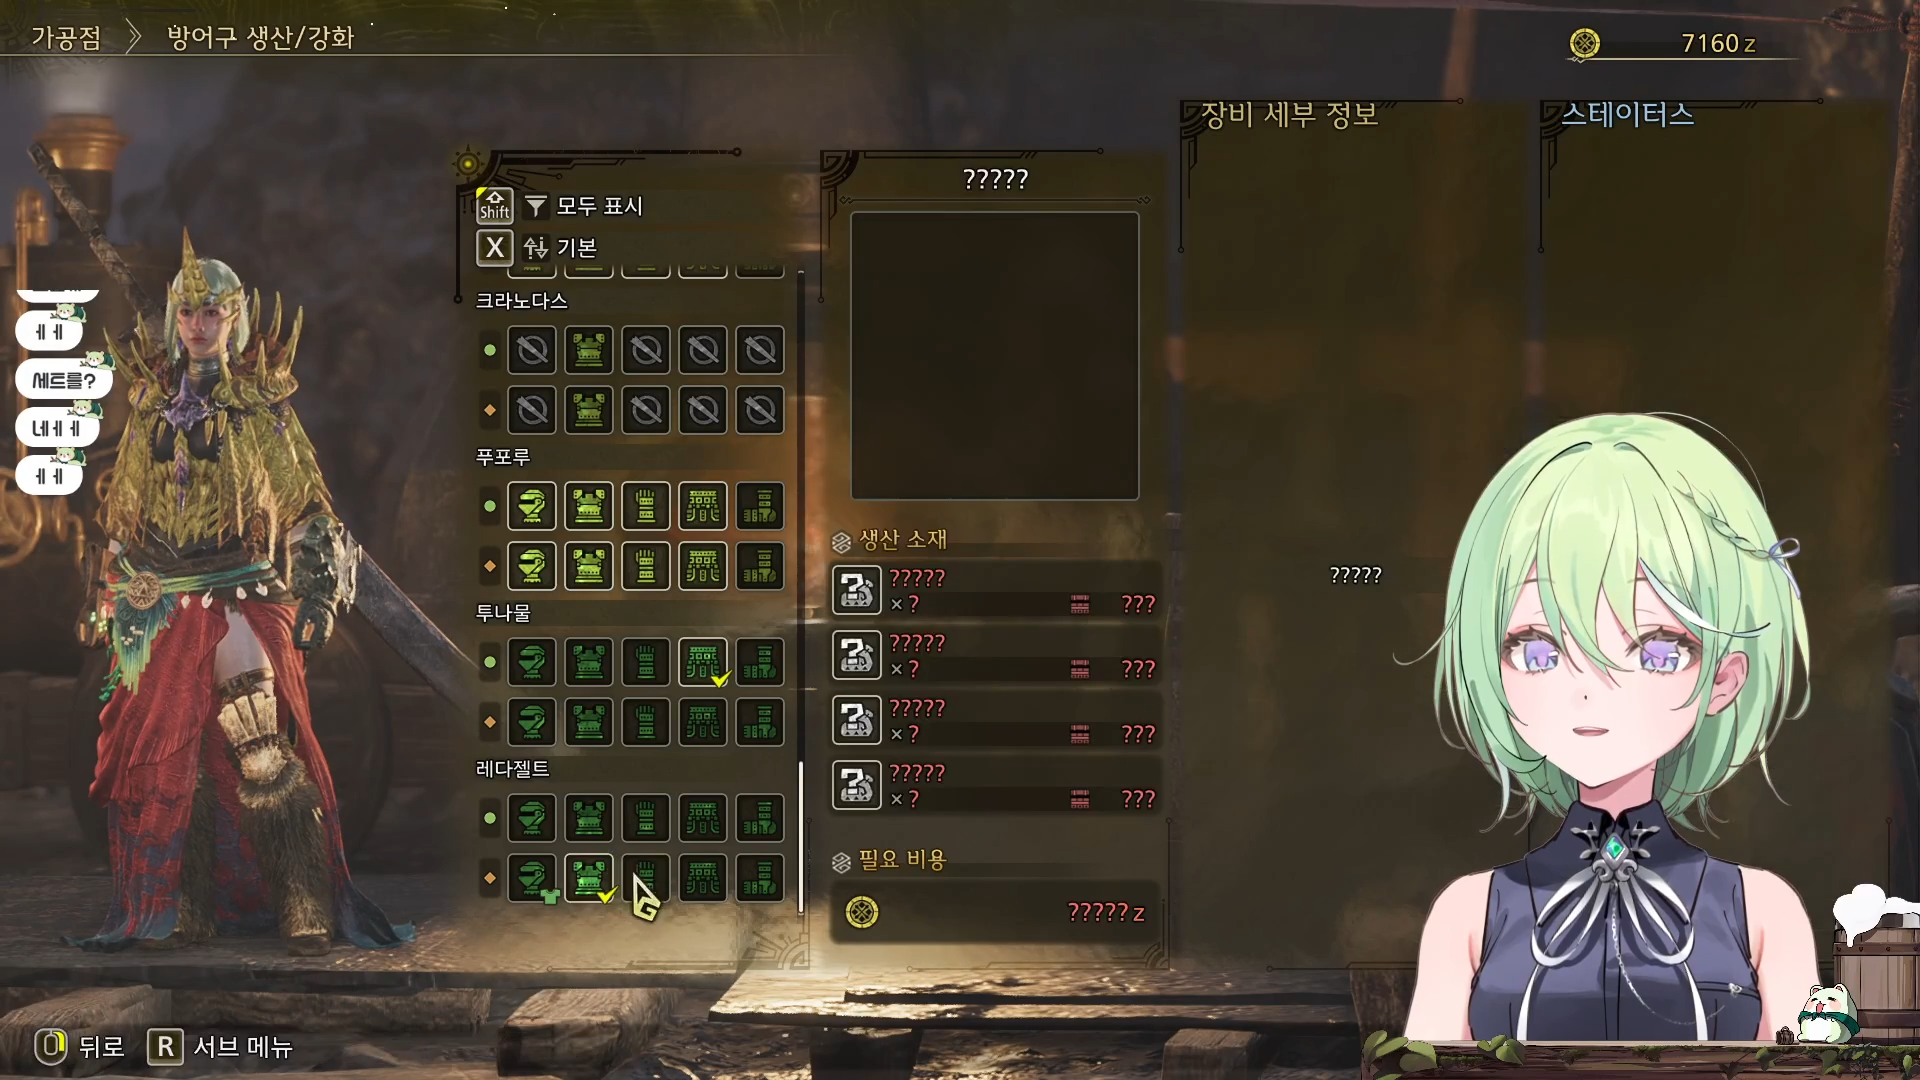 가공점
방어구 생산/강화
7160 z
장비 세부 정보
스테이터스
?????
Shift
모두 표시
X
기본
크라노다스
푸포루
투나물
레다젤트
ㅔㅔ
세트를?
네ㅔㅔ
ㅔㅔ
생산 소재
?????
× ?
???
?????
× ?
???
?????
× ?
???
?????
× ?
???
필요 비용
????? z
?????
뒤로
R
서브 메뉴